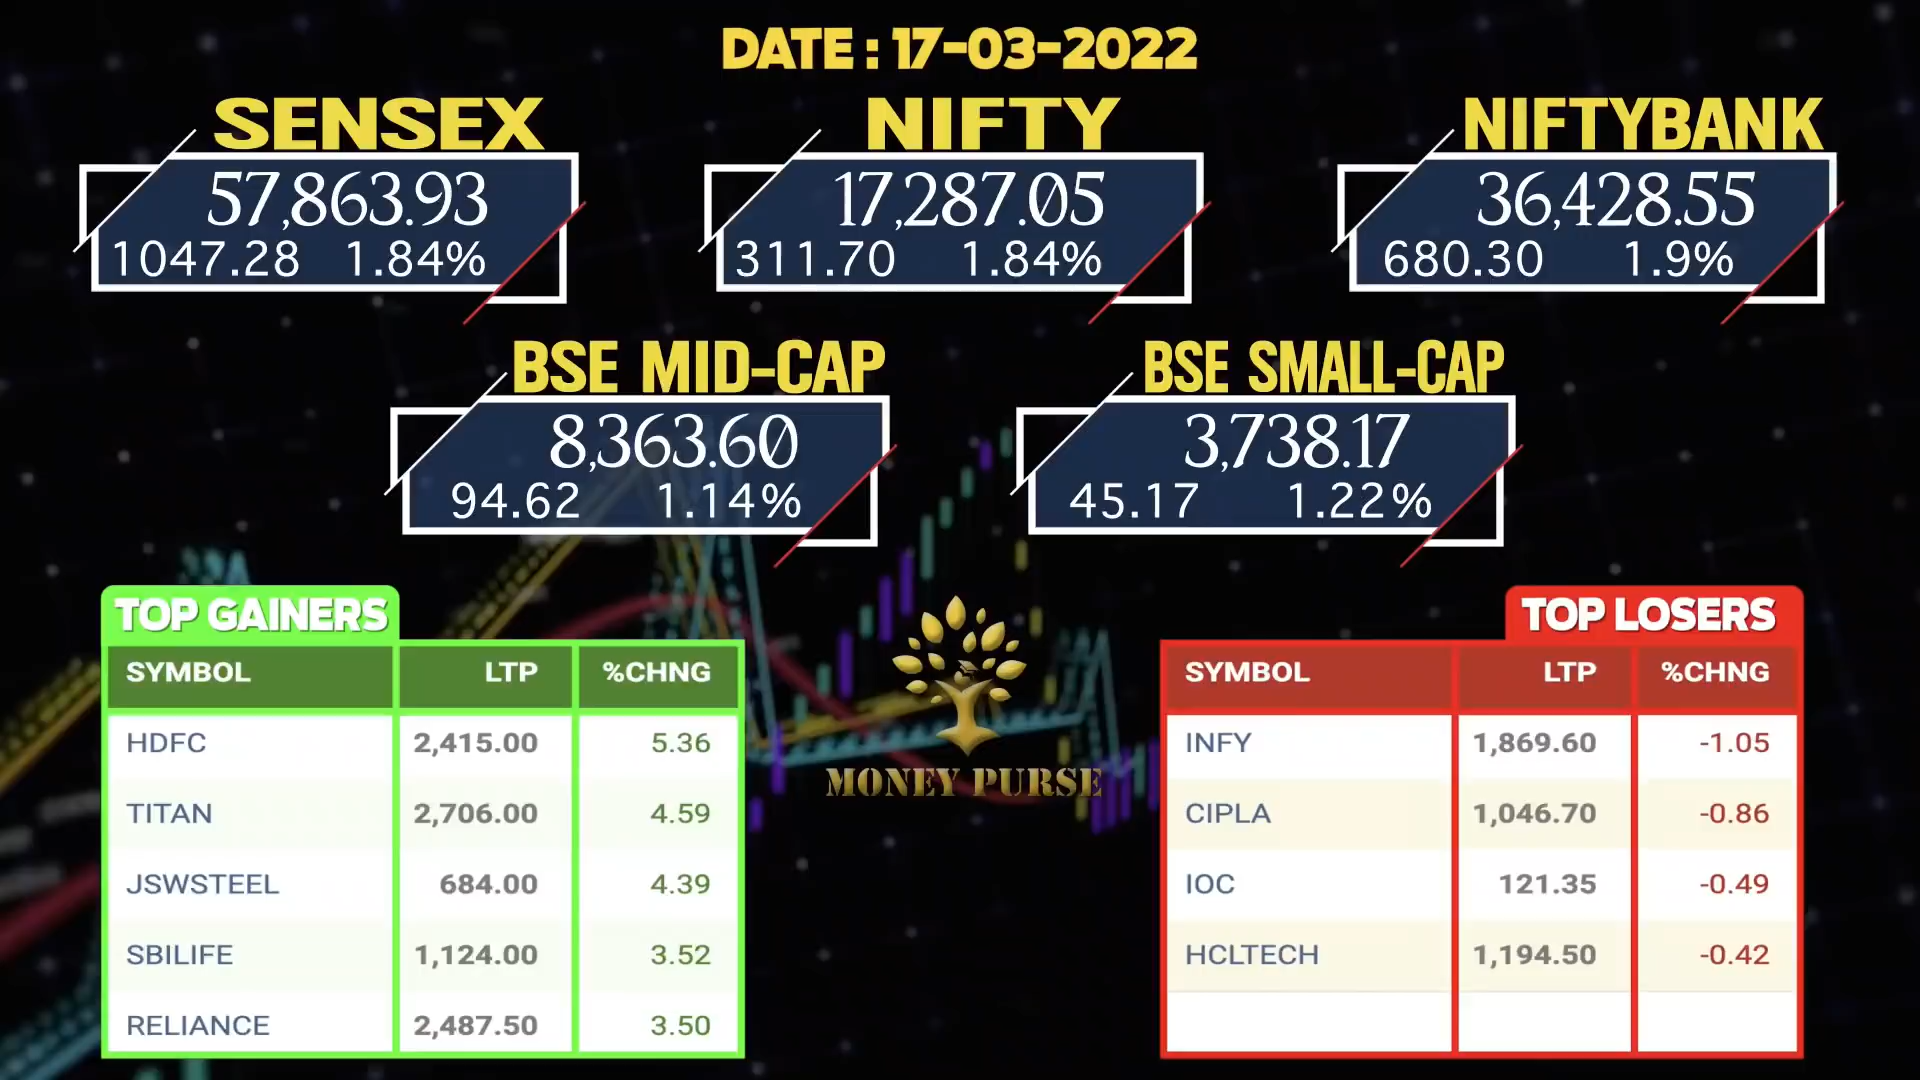 DATE : 17-03-2022
SENSEX
57,863.93
1047.28 1.84%
NIFTY
17,287.05
311.70 1.84%
NIFTYBANK
36,428.55
680.30 1.9%
BSE MID-CAP
8,363.60
94.62 1.14%
BSE SMALL-CAP
3,738.17
45.17 1.22%
TOP GAINERS
SYMBOL LTP %CHNG
HDFC 2,415.00 5.36
TITAN 2,706.00 4.59
JSWSTEEL 684.00 4.39
SBILIFE 1,124.00 3.52
RELIANCE 2,487.50 3.50
MONEY PURSE
TOP LOSERS
SYMBOL LTP %CHNG
INFY 1,869.60 -1.05
CIPLA 1,046.70 -0.86
IOC 121.35 -0.49
HCLTECH 1,194.50 -0.42